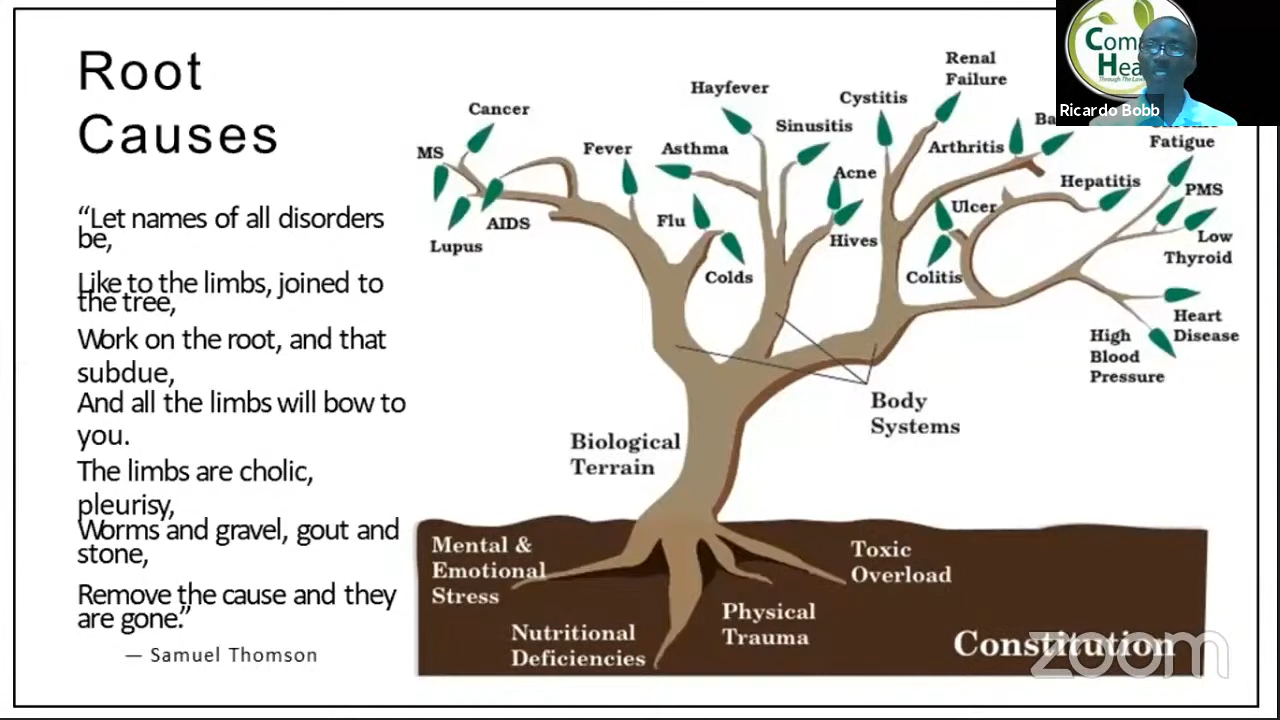 Root
Causes
“Let names of all disorders
be,
Like to the limbs, joined to
the tree,
Work on the root, and that
subdue,
And all the limbs will bow to
you.
The limbs are cholic,
pleurisy,
Worms and gravel, gout and
stone,
Remove the cause and they
are gone.”
— Samuel Thomson
MS
Cancer
Lupus
AIDS
Fever
Flu
Asthma
Colds
Hayfever
Sinusitis
Acne
Hives
Cystitis
Renal
Failure
Arthritis
Ulcer
Colitis
Hepatitis
Fatigue
PMS
Low
Thyroid
Heart
Disease
High
Blood
Pressure
Body
Systems
Biological
Terrain
Mental &
Emotional
Stress
Nutritional
Deficiencies
Physical
Trauma
Toxic
Overload
Constitution
zoom
Ricardo Bobb